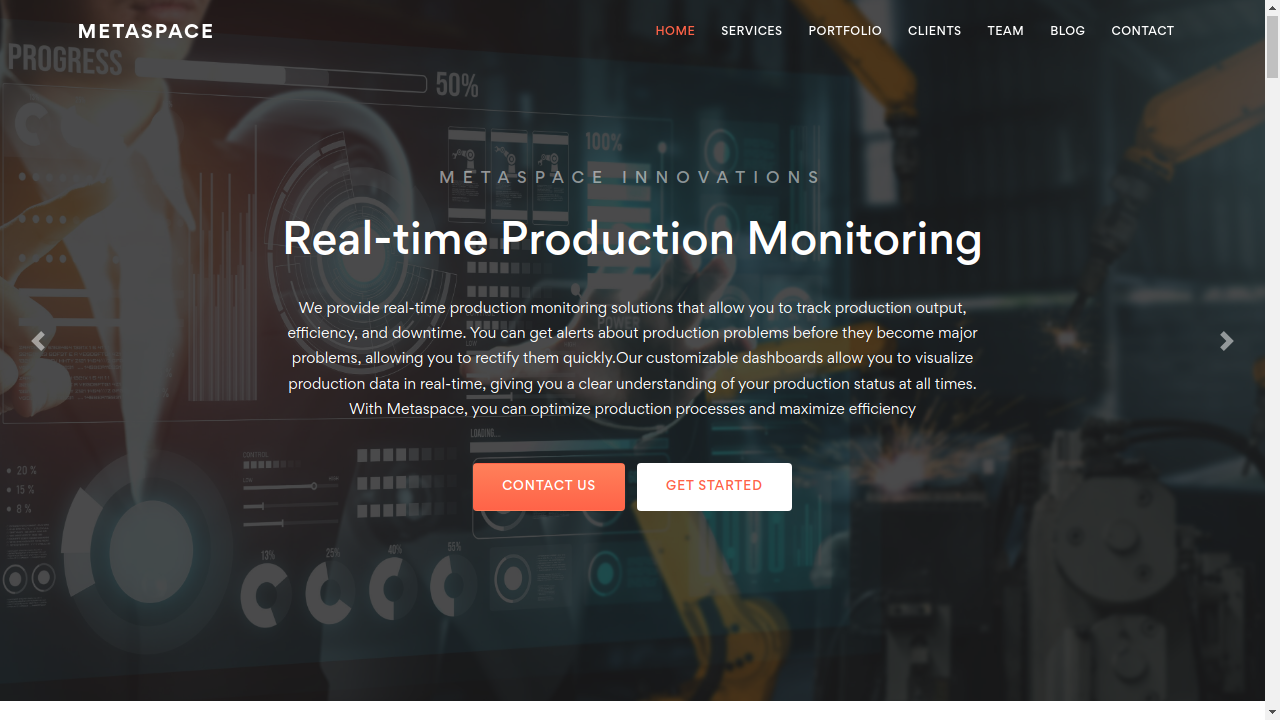 METASPACE
HOME SERVICES PORTFOLIO CLIENTS TEAM BLOG CONTACT
PROGRESS
50%
100%
METASPACE INNOVATIONS
Real-time Production Monitoring
We provide real-time production monitoring solutions that allow you to track production output,
efficiency, and downtime. You can get alerts about production problems before they become major
problems, allowing you to rectify them quickly.Our customizable dashboards allow you to visualize
production data in real-time, giving you a clear understanding of your production status at all times.
With Metaspace, you can optimize production processes and maximize efficiency
LOADING...
CONTROL
LOW
• 20 %
• 15 %
• 8 %
CONTACT US
GET STARTED
13%
25%
40%
55%